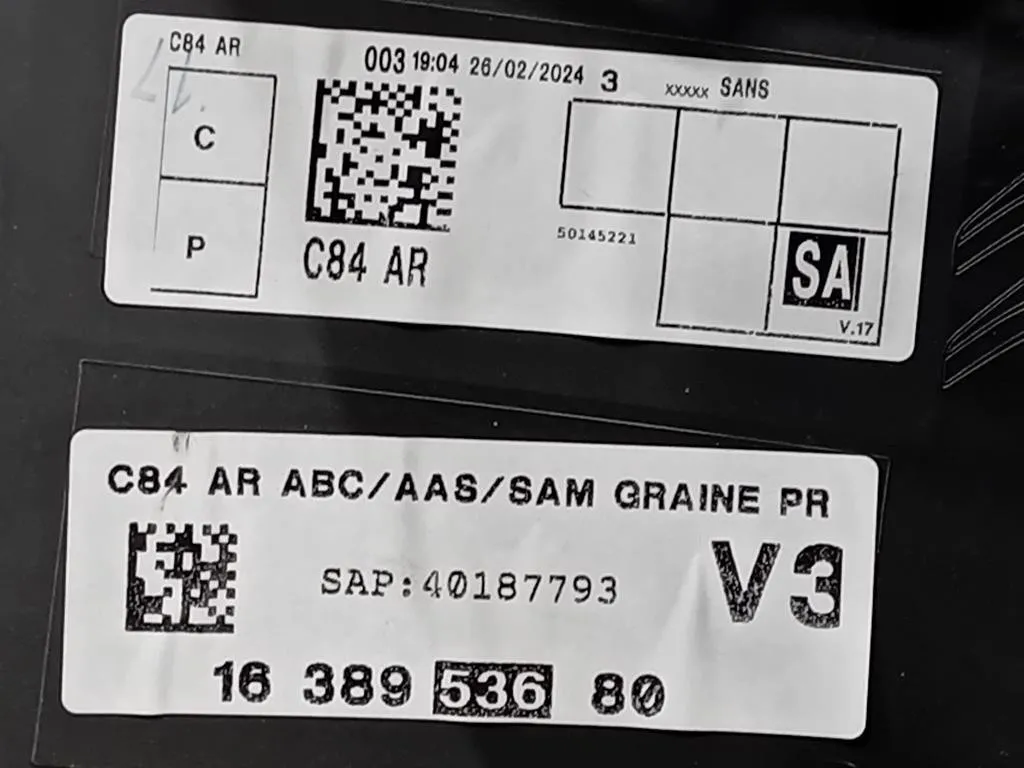 C84 AR
003 19:04 26/02/2024 3 xxxxx SANS
C
P
C84 AR
50145221
SA
V.17
C84 AR ABC/AAS/SAM GRAINE PR
SAP:40187793
V3
16 389 536 80